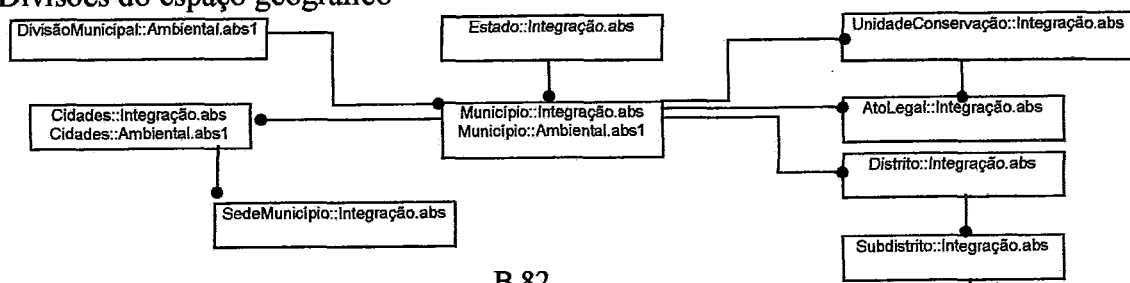 Divisões do espaço geográfico
DivisãoMunicipal::Ambiental.abs1
Estado::Integração.abs
UnidadeConservação::Integração.abs
Cidades::Integração.abs
Cidades::Ambiental.abs1
Município::Integração.abs
Município::Ambiental.abs1
AtoLegal::Integração.abs
Distrito::Integração.abs
SedeMunicípio::Integração.abs
Subdistrito::Integração.abs
B.82